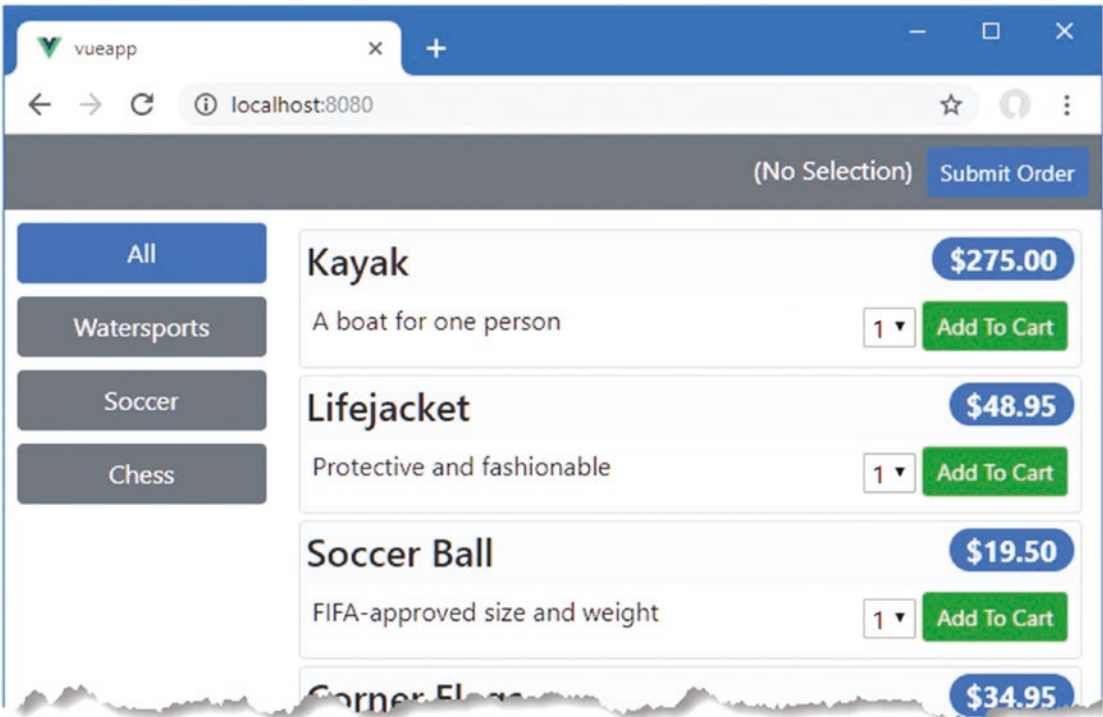 vueapp
localhost:8080
(No Selection) Submit Order
All
Watersports
Soccer
Chess
Kayak $275.00
A boat for one person 1 Add To Cart
Lifejacket $48.95
Protective and fashionable 1 Add To Cart
Soccer Ball $19.50
FIFA-approved size and weight 1 Add To Cart
Corner Flags $34.95